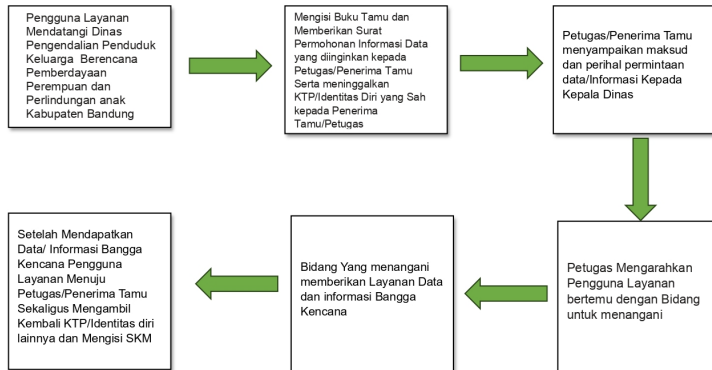 Pengguna Layanan
Mendatangi Dinas
Pengendalian Penduduk
Keluarga Berencana
Pemberdayaan
Perempuan dan
Perlindungan anak
Kabupaten Bandung
Mengisi Buku Tamu dan
Memberikan Surat
Permohonan Informasi Data
yang diinginkan kepada
Petugas/Penerima Tamu
Serta meninggalkan
KTP/Identitas Diri yang Sah
kepada Penerima
Tamu/Petugas
Petugas/Penerima Tamu
menyampaikan maksud
dan perihal permintaan
data/Informasi Kepada
Kepala Dinas
Petugas Mengarahkan
Pengguna Layanan
bertemu dengan Bidang
untuk menangani
Bidang Yang menangani
memberikan Layanan Data
dan informasi Bangga
Kencana
Setelah Mendapatkan
Data/ Informasi Bangga
Kencana Pengguna
Layanan Menuju
Petugas/Penerima Tamu
Sekaligus Mengambil
Kembali KTP/Identitas diri
lainnya dan Mengisi SKM